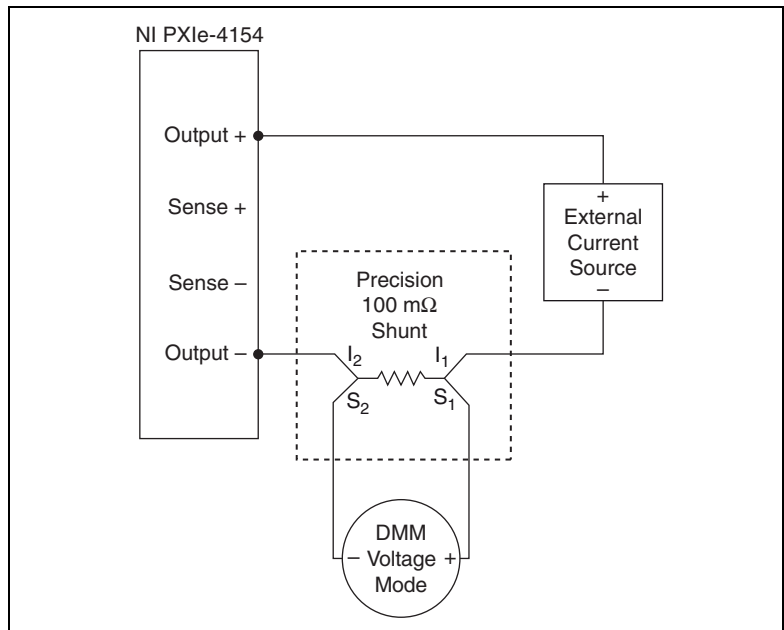 NI PXIe-4154
Output +
Sense +
Sense –
Output –
+
External
Current
Source
–
Precision
100 mΩ
Shunt
I₂
I₁
S₂
S₁
DMM
– Voltage +
Mode